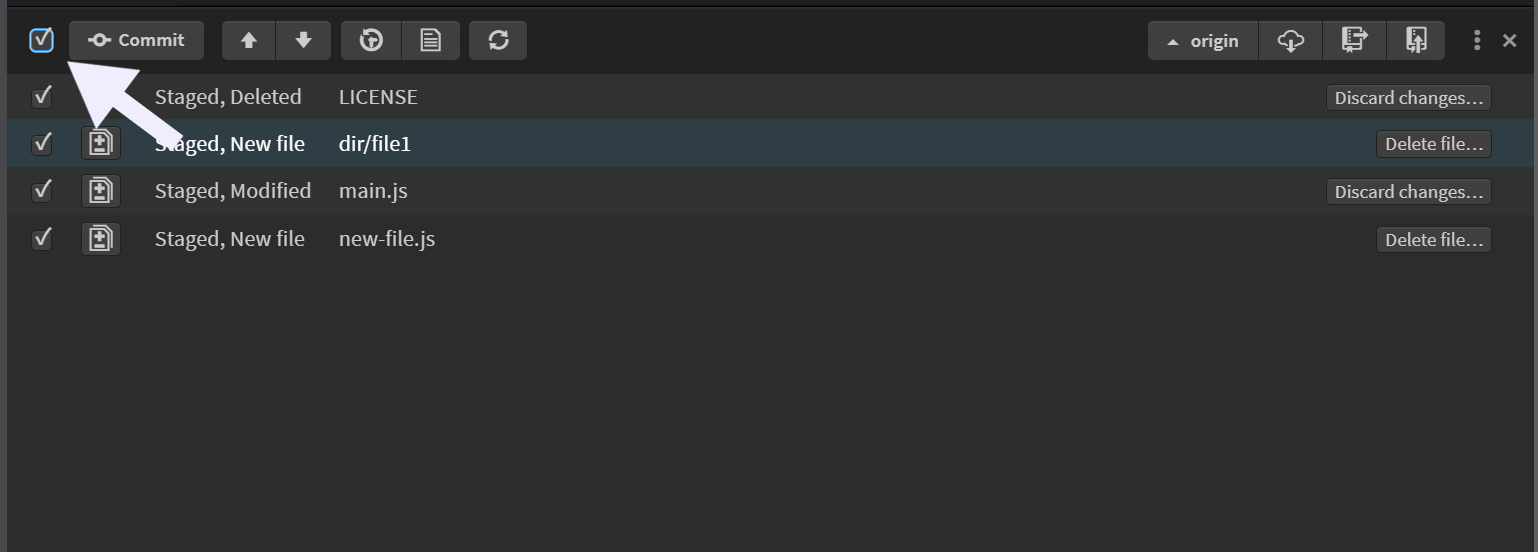 Commit origin
Staged, Deleted LICENSE Discard changes...
Staged, New file dir/file1 Delete file...
Staged, Modified main.js Discard changes...
Staged, New file new-file.js Delete file...